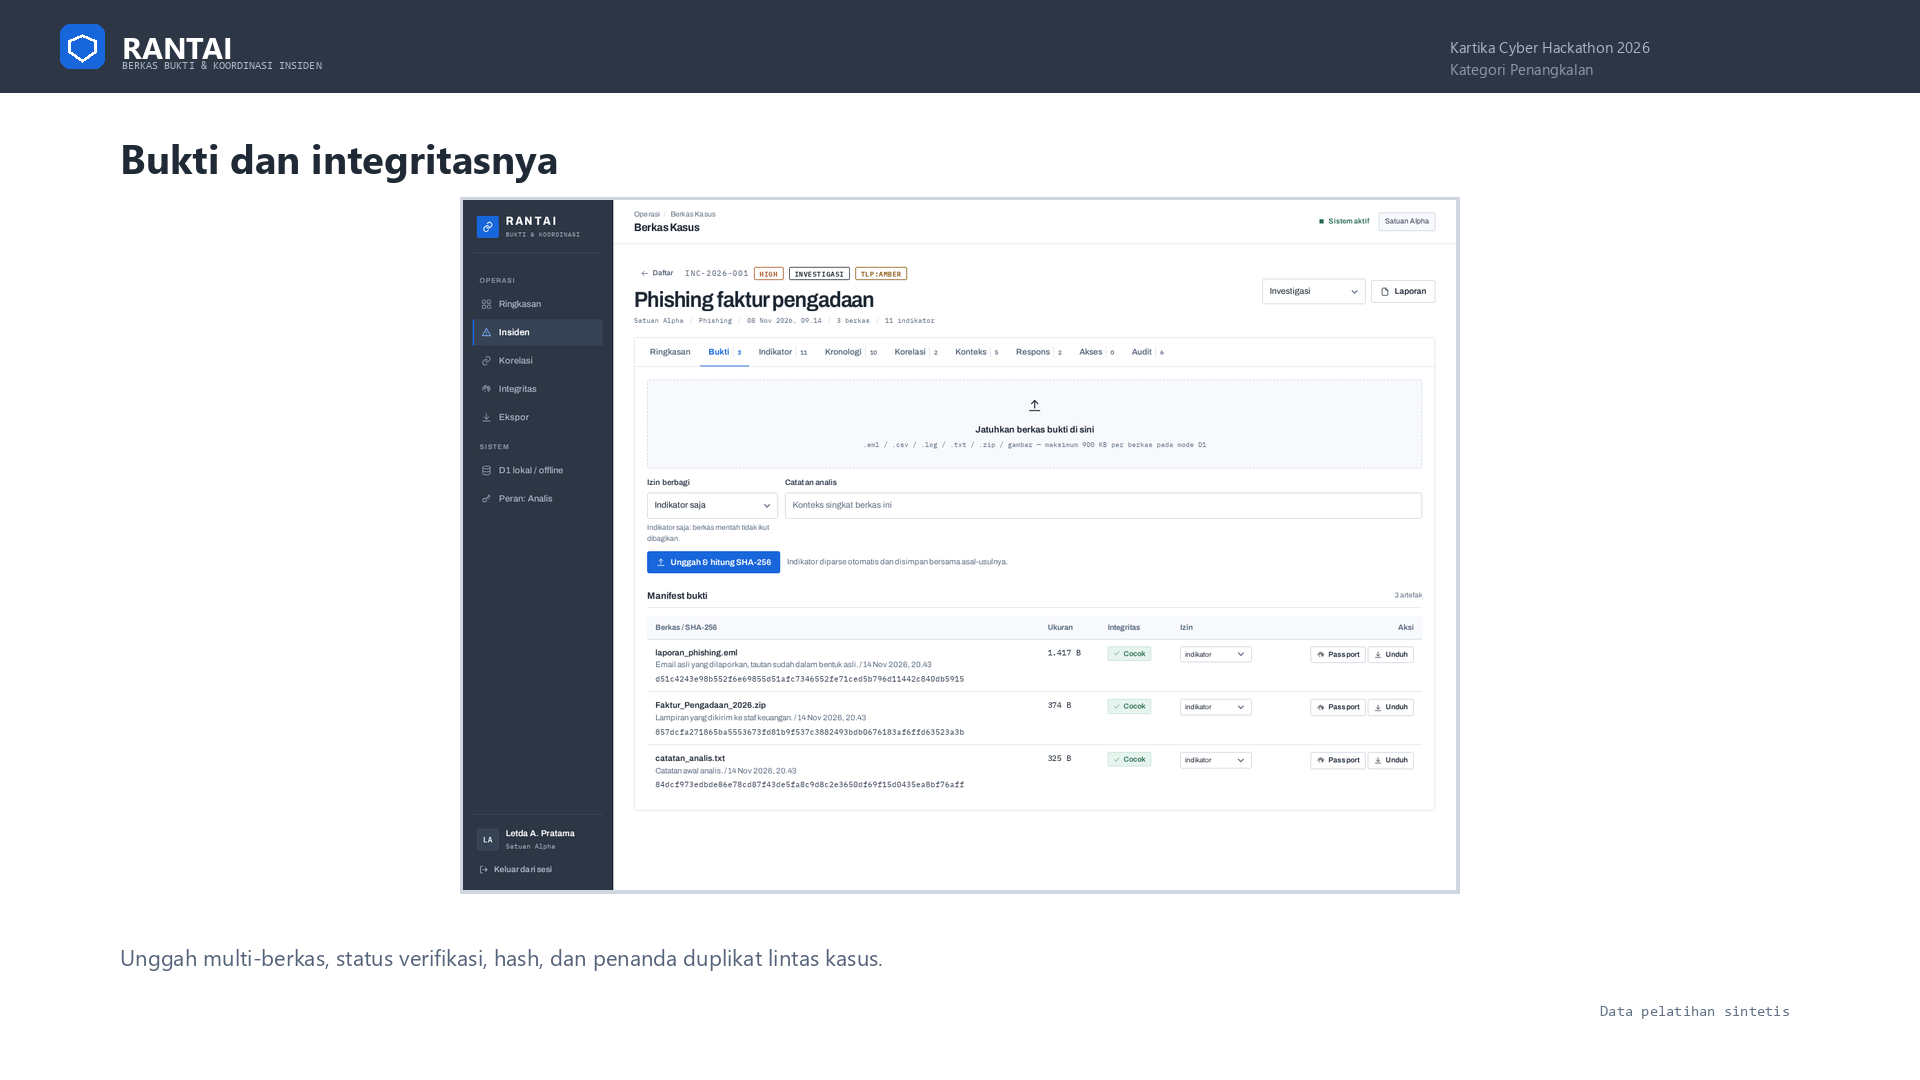 RANTAI
BERKAS BUKTI & KOORDINASI INSIDEN
Kartika Cyber Hackathon 2026
Kategori Penangkalan
Bukti dan integritasnya
RANTAI
BUKTI & KOORDINASI
OPERASI
Ringkasan
Insiden
Korelasi
Integritas
Ekspor
SISTEM
D1 lokal / offline
Peran: Analis
LA
Letda A. Pratama
Satuan Alpha
Keluar dari sesi
Operasi / Berkas Kasus
Berkas Kasus
Sistem aktif
Satuan Alpha
Daftar INC-2026-001 HIGH INVESTIGASI TLP:AMBER
Phishing faktur pengadaan
Satuan Alpha / Phishing / 08 Nov 2026, 09.14 / 3 berkas / 11 indikator
Investigasi
Laporan
Ringkasan Bukti 3 Indikator 11 Kronologi 10 Korelasi 2 Konteks 5 Respons 2 Akses 0 Audit 6
Jatuhkan berkas bukti di sini
.eml / .csv / .log / .txt / .zip / gambar — maksimum 900 KB per berkas pada mode D1
Izin berbagi
Catatan analis
Indikator saja
Konteks singkat berkas ini
Indikator saja: berkas mentah tidak ikut
dibagikan.
Unggah & hitung SHA-256
Indikator diparse otomatis dan disimpan bersama asal-usulnya.
Manifest bukti
3 artefak
Berkas / SHA-256 Ukuran Integritas Izin Aksi
laporan_phishing.eml 1.417 B Cocok indikator Passport Unduh
Email asli yang dilaporkan, tautan sudah dalam bentuk asli. / 14 Nov 2026, 20.43
d51c4243e98b552f6e69855d51afc7346552fe71ced5b796d11442c840db5915
Faktur_Pengadaan_2026.zip 374 B Cocok indikator Passport Unduh
Lampiran yang dikirim ke staf keuangan. / 14 Nov 2026, 20.43
857dcfa271865ba5553673fd81b9f537c3882493bdb0676183af6ffd63523a3b
catatan_analis.txt 325 B Cocok indikator Passport Unduh
Catatan awal analis. / 14 Nov 2026, 20.43
84dcf973edbde86e78cd87f43de5fa8c9d8c2e3650df69f15d0435ea8bf76aff
Unggah multi-berkas, status verifikasi, hash, dan penanda duplikat lintas kasus.
Data pelatihan sintetis